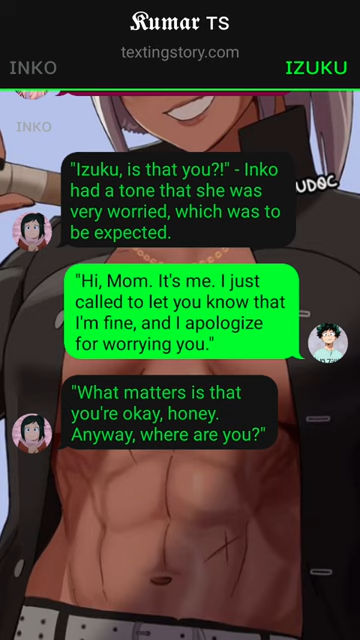 Kumar TS
textingstory.com
INKO
IZUKU
INKO
"Izuku, is that you?!" - Inko
had a tone that she was
very worried, which was to
be expected.
UDOC
"Hi, Mom. It's me. I just
called to let you know that
I'm fine, and I apologize
for worrying you."
"What matters is that
you're okay, honey.
Anyway, where are you?"